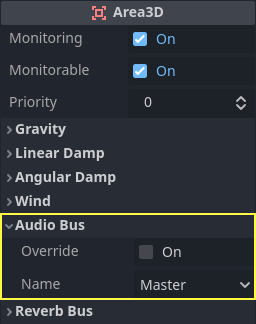 Area3D
Monitoring On
Monitorable On
Priority 0
Gravity
Linear Damp
Angular Damp
Wind
Audio Bus
Override On
Name Master
Reverb Bus